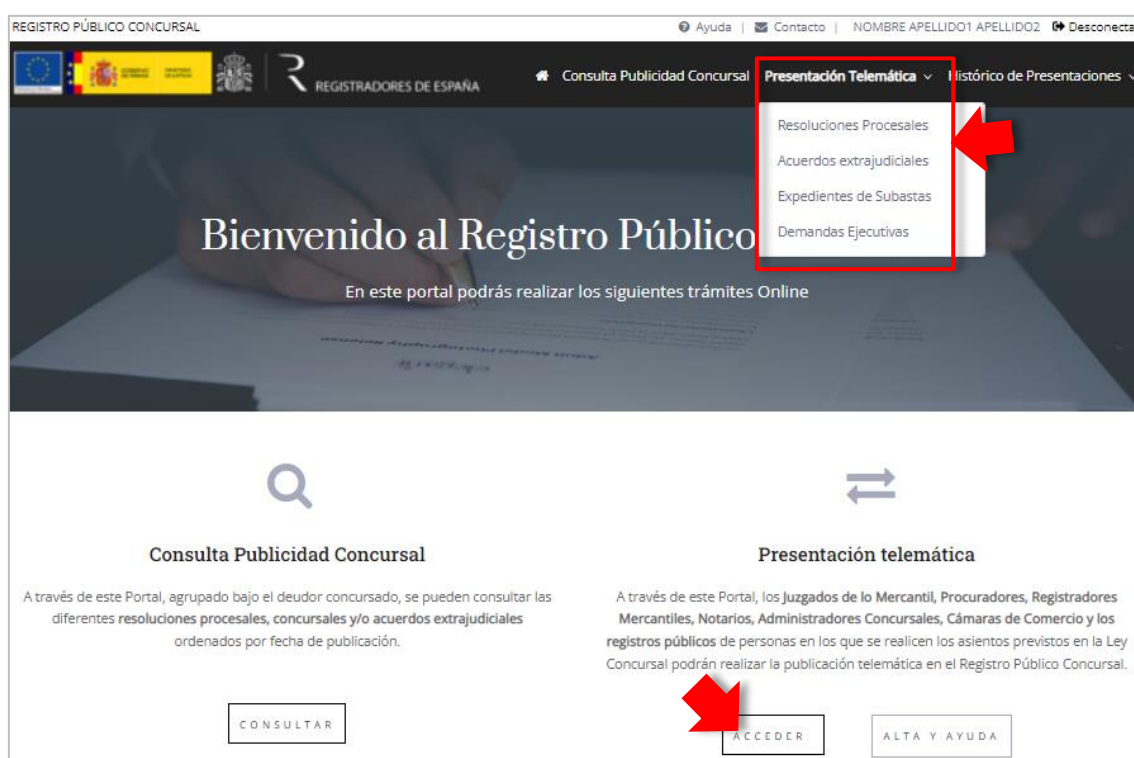 REGISTRO PÚBLICO CONCURSAL
Ayuda | Contacto | NOMBRE APELLIDO1 APELLIDO2 Desconecta
REGISTRADORES DE ESPAÑA
Consulta Publicidad Concursal Presentación Telemática Histórico de Presentaciones
Resoluciones Procesales
Acuerdos extrajudiciales
Expedientes de Subastas
Demandas Ejecutivas
Bienvenido al Registro Público
En este portal podrás realizar los siguientes trámites Online
Consulta Publicidad Concursal
A través de este Portal, agrupado bajo el deudor concursado, se pueden consultar las
diferentes resoluciones procesales, concursales y/o acuerdos extrajudiciales
ordenados por fecha de publicación.
CONSULTAR
Presentación telemática
A través de este Portal, los Juzgados de lo Mercantil, Procuradores, Registradores
Mercantiles, Notarios, Administradores Concursales, Cámaras de Comercio y los
registros públicos de personas en los que se realicen los asientos previstos en la Ley
Concursal podrán realizar la publicación telemática en el Registro Público Concursal.
ACCEDER
ALTA Y AYUDA